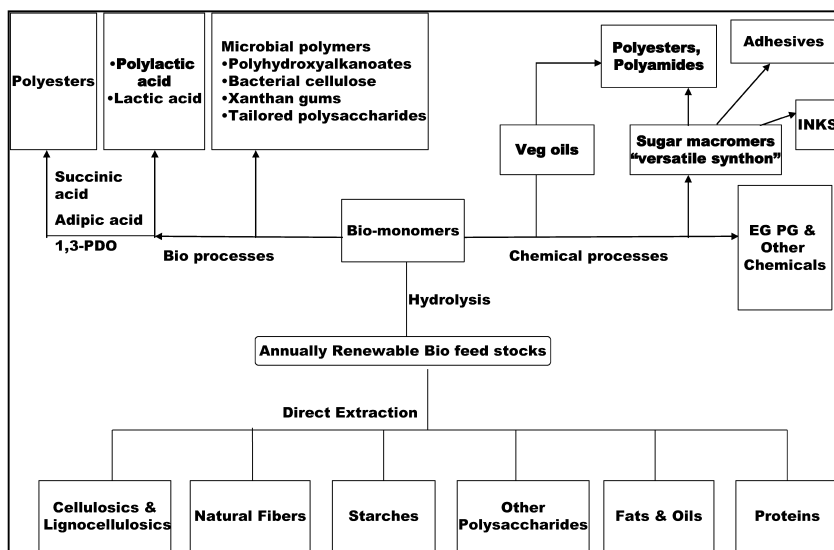 Polyesters
•Polylactic
acid
•Lactic acid
Microbial polymers
•Polyhydroxyalkanoates
•Bacterial cellulose
•Xanthan gums
•Tailored polysaccharides
Polyesters,
Polyamides
Adhesives
INKS
Veg oils
Sugar macromers
“versatile synthon”
Succinic
acid
Adipic acid
1,3-PDO
Bio processes
Bio-monomers
Chemical processes
EG PG &
Other
Chemicals
Hydrolysis
Annually Renewable Bio feed stocks
Direct Extraction
Cellulosics &
Lignocellulosics
Natural Fibers
Starches
Other
Polysaccharides
Fats & Oils
Proteins